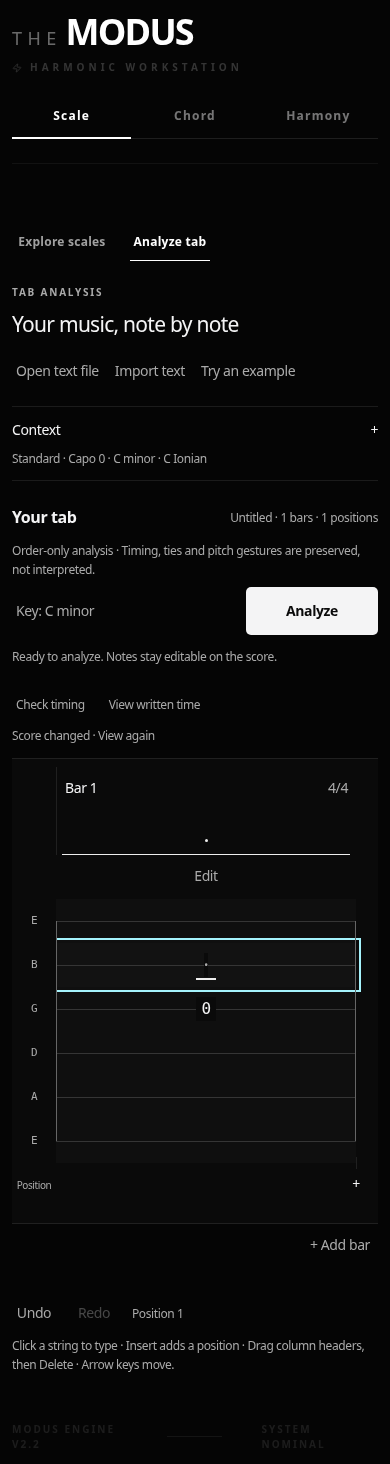 THE MODUS
HARMONIC WORKSTATION
Scale Chord Harmony
Explore scales Analyze tab
TAB ANALYSIS
Your music, note by note
Open text file Import text Try an example
Context +
Standard · Capo 0 · C minor · C Ionian
Your tab Untitled · 1 bars · 1 positions
Order-only analysis · Timing, ties and pitch gestures are preserved,
not interpreted.
Key: C minor Analyze
Ready to analyze. Notes stay editable on the score.
Check timing View written time
Score changed · View again
Bar 1 4/4
·
Edit
E
B ·
G 0
D
A
E
Position +
+ Add bar
Undo Redo Position 1
Click a string to type · Insert adds a position · Drag column headers,
then Delete · Arrow keys move.
MODUS ENGINE SYSTEM
V2.2 NOMINAL